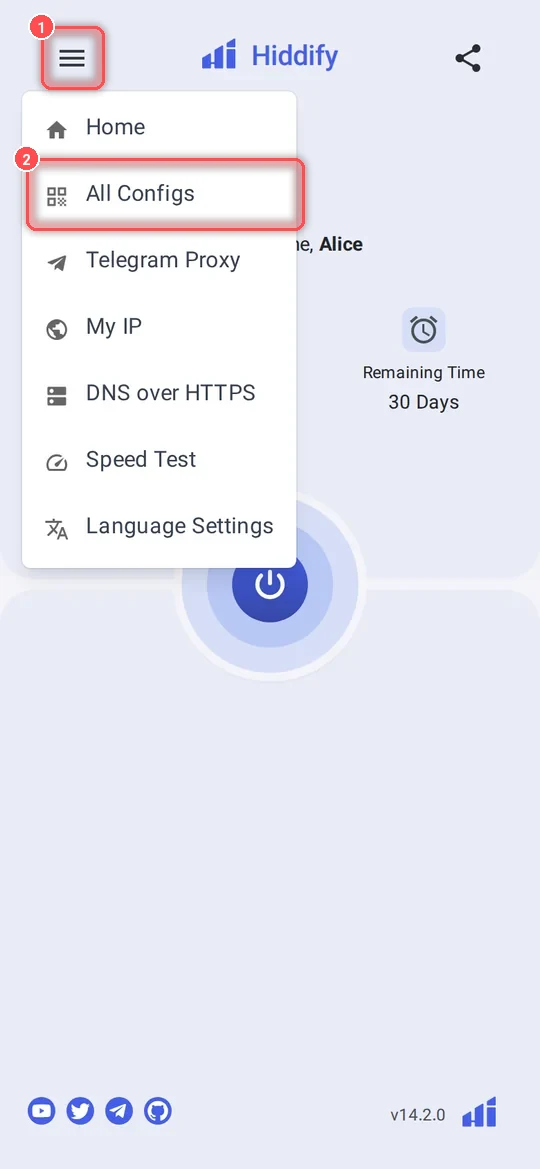 1
Hiddify
Home
2
All Configs
Alice
Telegram Proxy
My IP
Remaining Time
30 Days
DNS over HTTPS
Speed Test
Language Settings
v14.2.0